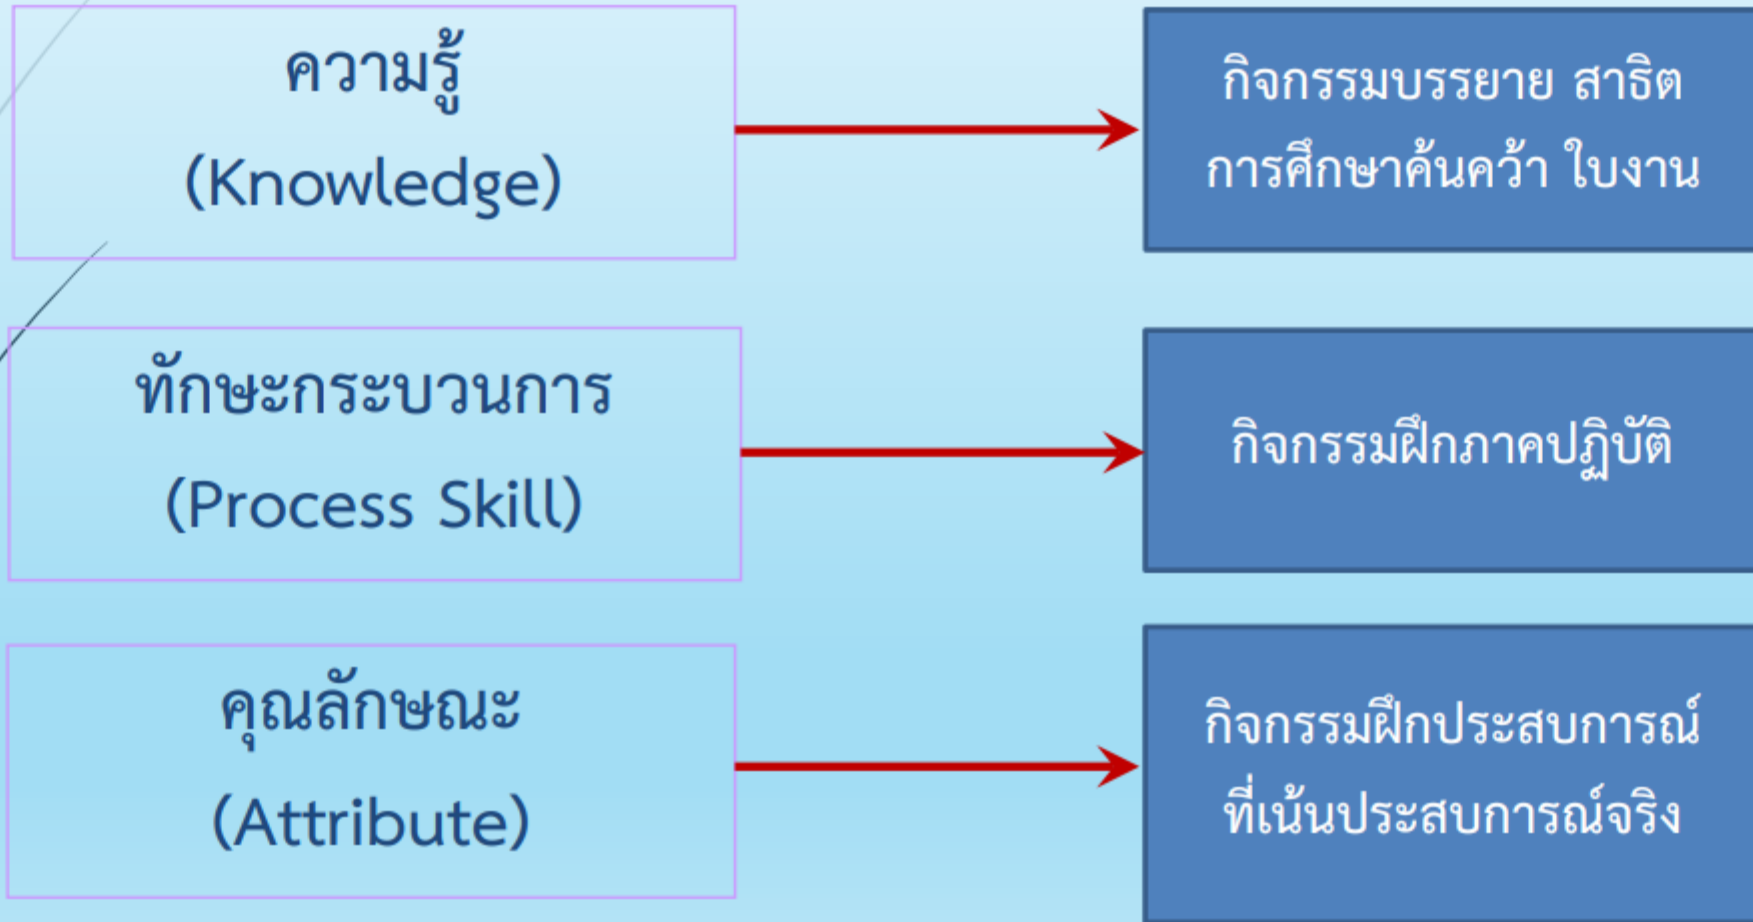 ความรู้
(Knowledge)
กิจกรรมบรรยาย สาธิต
การศึกษาค้นคว้า ใบงาน
ทักษะกระบวนการ
(Process Skill)
กิจกรรมฝึกภาคปฏิบัติ
คุณลักษณะ
(Attribute)
กิจกรรมฝึกประสบการณ์
ที่เน้นประสบการณ์จริง